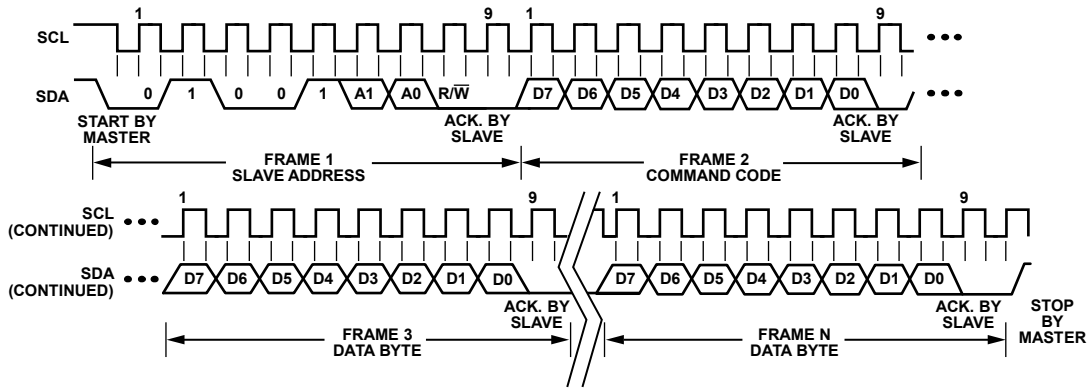 1 9 1 9
SCL
SDA 0 1 0 0 1 A1 A0 R/W̅ D7 D6 D5 D4 D3 D2 D1 D0
START BY MASTER
ACK. BY SLAVE
ACK. BY SLAVE
FRAME 1
SLAVE ADDRESS
FRAME 2
COMMAND CODE
1 9 1 9
SCL
(CONTINUED)
SDA
(CONTINUED)
D7 D6 D5 D4 D3 D2 D1 D0 D7 D6 D5 D4 D3 D2 D1 D0
ACK. BY
SLAVE
ACK. BY
SLAVE
STOP
BY
MASTER
FRAME 3
DATA BYTE
FRAME N
DATA BYTE